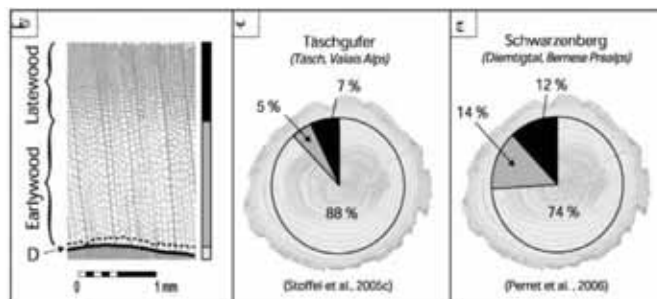 Latewood
Earlywood
D
0 1 mm
Täschgufer
(Täsch, Valais Alps)
7 %
5 %
88 %
(Stoffel et al., 2005c)
Schwarzenberg
(Diemtigtal, Bernese Prealps)
12 %
14 %
74 %
(Perret et al., 2006)